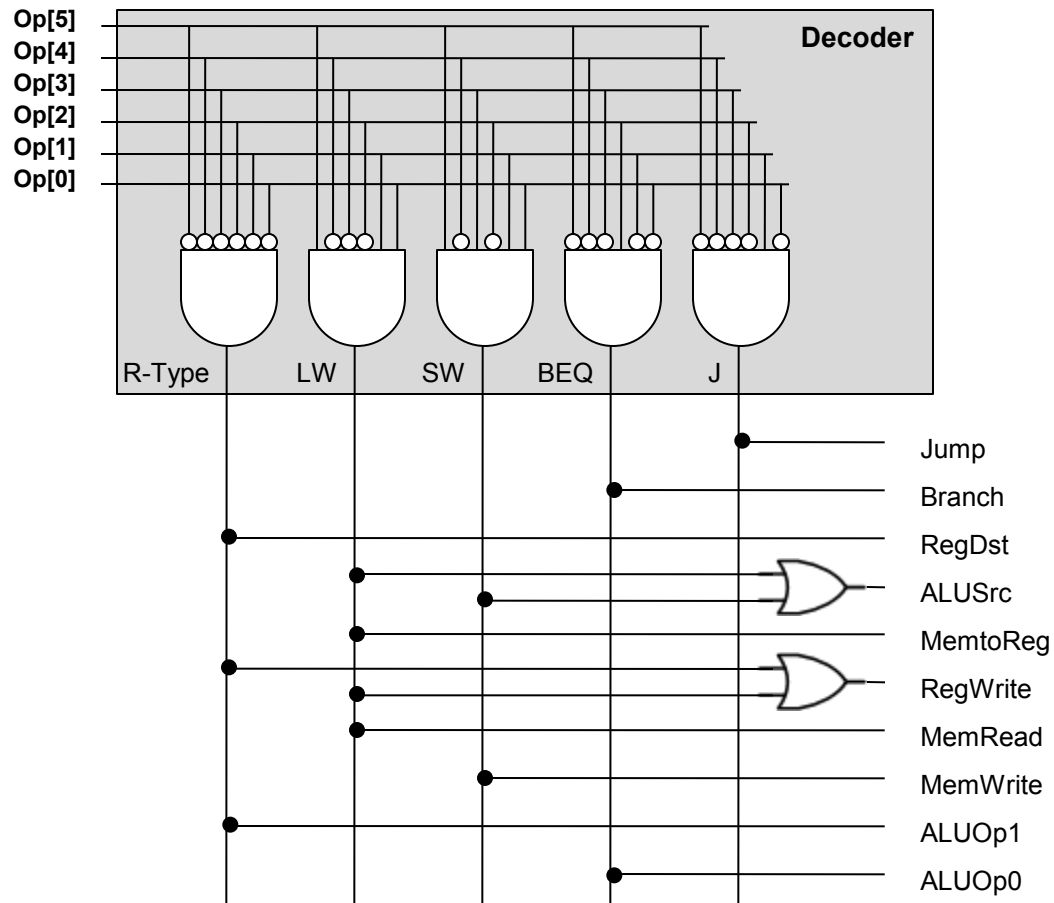 Op[5]
Decoder
Op[4]
Op[3]
Op[2]
Op[1]
Op[0]
R-Type
LW
SW
BEQ
J
Jump
Branch
RegDst
ALUSrc
MemtoReg
RegWrite
MemRead
MemWrite
ALUOp1
ALUOp0